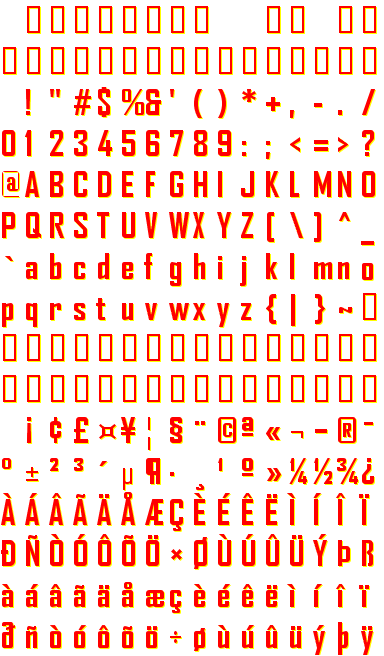 ! " # $ % & ' ( ) * + , - . /
0 1 2 3 4 5 6 7 8 9 : ; < = > ?
@ A B C D E F G H I J K L M N O
P Q R S T U V W X Y Z [ \ ] ^ _
` a b c d e f g h i j k l m n o
p q r s t u v w x y z { | } ~
¡ ¢ £ ¤ ¥ ¦ § ¨ © ª « ¬ - ® ¯
° ± ² ³ ´ µ ¶ · ¸ ¹ º » ¼ ½ ¾ ¿
À Á Â Ã Ä Å Æ Ç È É Ê Ë Ì Í Î Ï
Ð Ñ Ò Ó Ô Õ Ö × Ø Ù Ú Û Ü Ý Þ ß
à á â ã ä å æ ç è é ê ë ì í î ï
ð ñ ò ó ô õ ö ÷ ø ù ú û ü ý þ ÿ